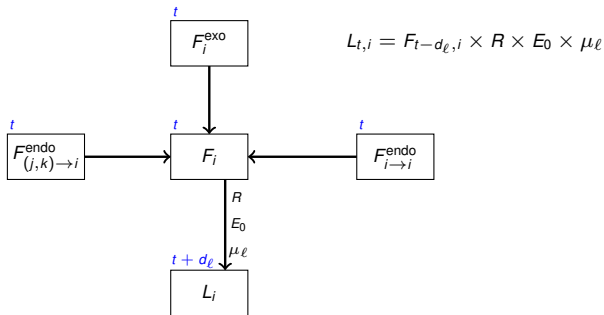 t
F_i^exo
L_{t,i} = F_{t−d_ℓ,i} × R × E_0 × μ_ℓ
t
F^endo_{(j,k)→i}
t
F_i
t
F^endo_{i→i}
R
E_0
μ_ℓ
t + d_ℓ
L_i